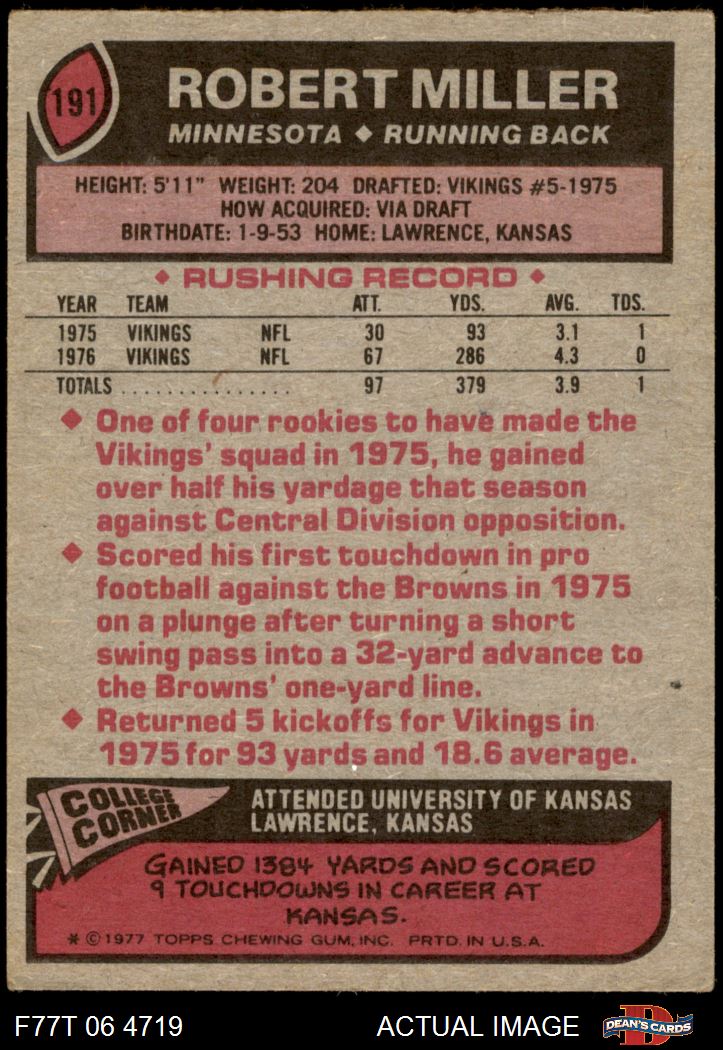 191
ROBERT MILLER
MINNESOTA ◆ RUNNING BACK
HEIGHT: 5'11" WEIGHT: 204 DRAFTED: VIKINGS #5-1975
HOW ACQUIRED: VIA DRAFT
BIRTHDATE: 1-9-53 HOME: LAWRENCE, KANSAS
◆ RUSHING RECORD ◆
YEAR TEAM ATT. YDS. AVG. TDS.
1975 VIKINGS NFL 30 93 3.1 1
1976 VIKINGS NFL 67 286 4.3 0
TOTALS ................ 97 379 3.9 1
◆ One of four rookies to have made the
Vikings' squad in 1975, he gained
over half his yardage that season
against Central Division opposition.
◆ Scored his first touchdown in pro
football against the Browns in 1975
on a plunge after turning a short
swing pass into a 32-yard advance to
the Browns' one-yard line.
◆ Returned 5 kickoffs for Vikings in
1975 for 93 yards and 18.6 average.
COLLEGE
CORNER
ATTENDED UNIVERSITY OF KANSAS
LAWRENCE, KANSAS
GAINED 1384 YARDS AND SCORED
9 TOUCHDOWNS IN CAREER AT
KANSAS.
* © 1977 TOPPS CHEWING GUM, INC. PRTD. IN U.S.A.
F77T 06 4719 ACTUAL IMAGE
D
DEAN'S CARDS